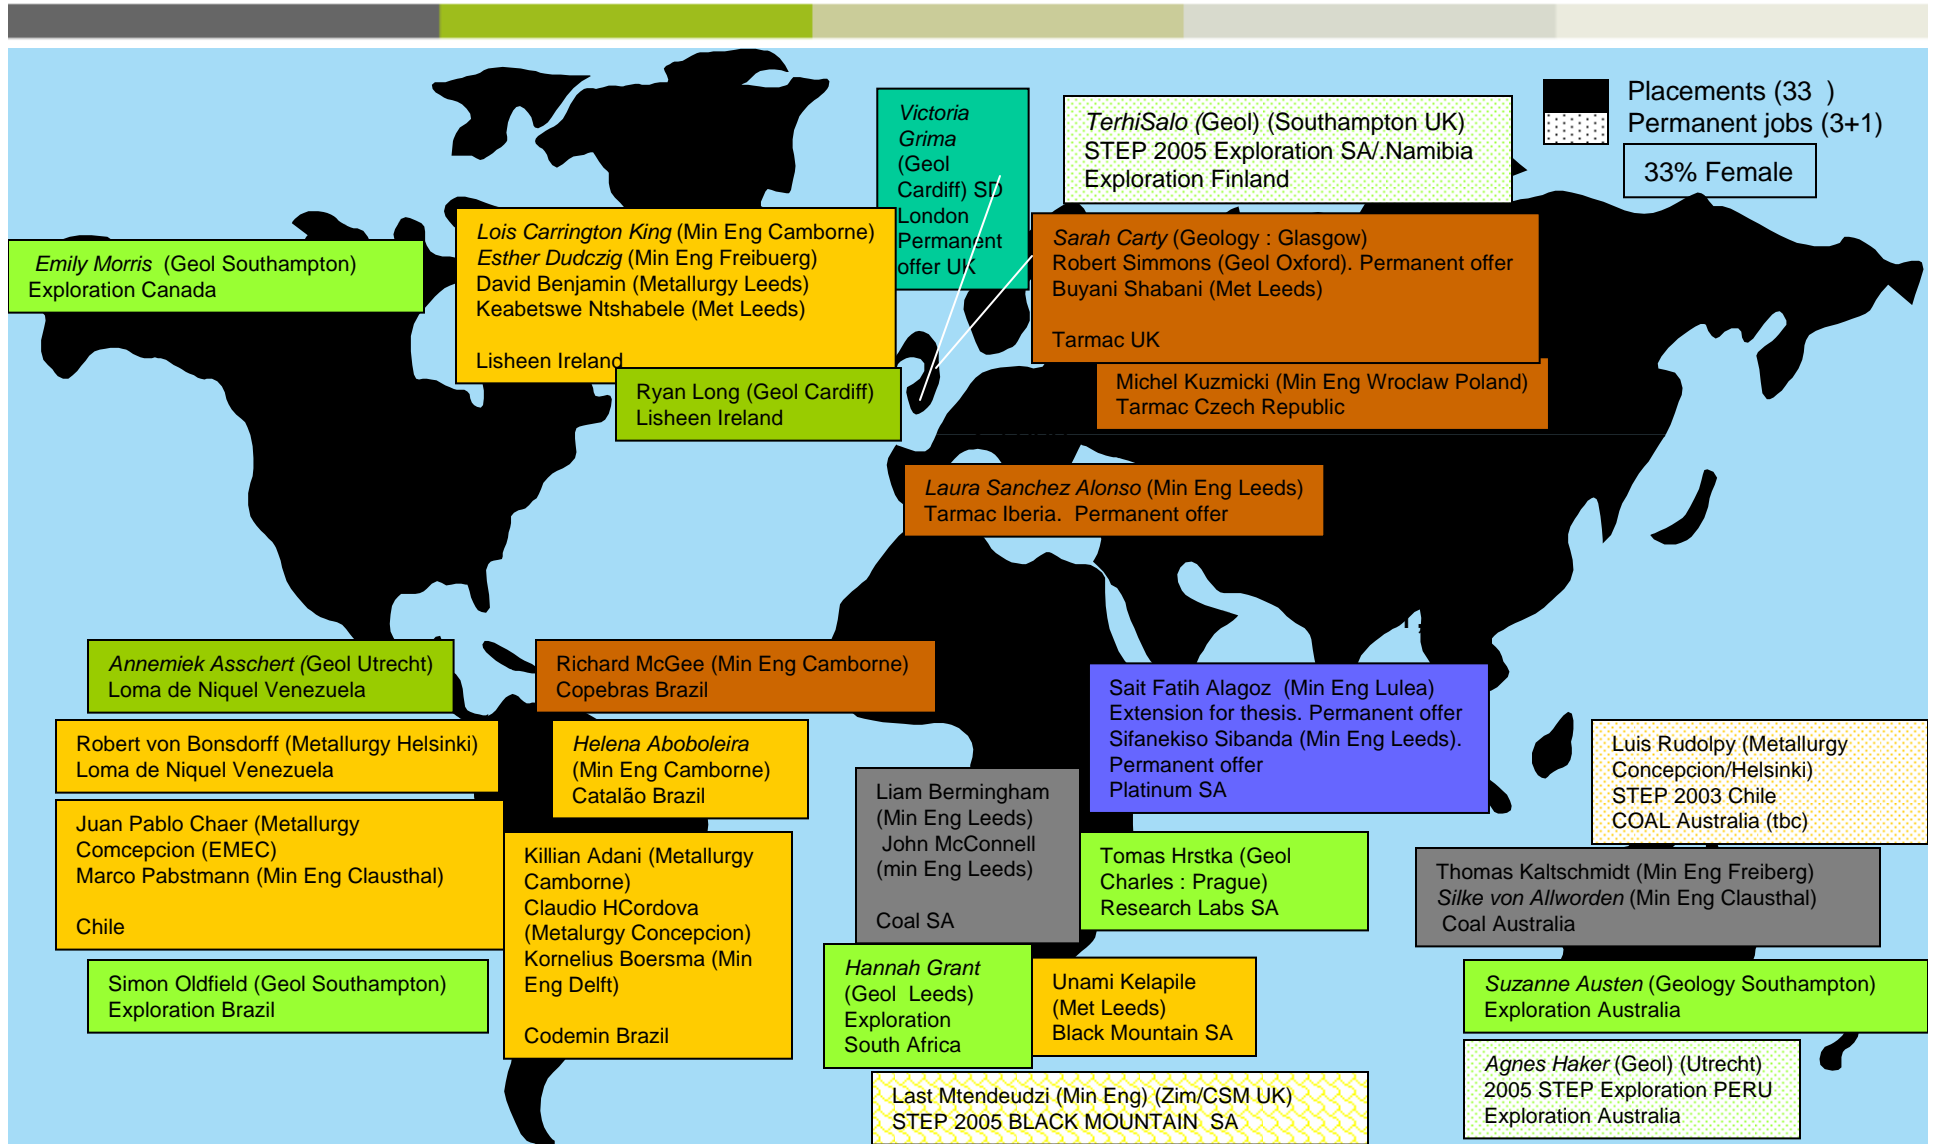 Placements (33 )
Permanent jobs (3+1)
33% Female
Victoria
Grima
(Geol
Cardiff) SD
London
Permanent
offer UK
TerhiSalo (Geol) (Southampton UK)
STEP 2005 Exploration SA/.Namibia
Exploration Finland
Emily Morris (Geol Southampton)
Exploration Canada
Lois Carrington King (Min Eng Camborne)
Esther Dudczig (Min Eng Freibuerg)
David Benjamin (Metallurgy Leeds)
Keabetswe Ntshabele (Met Leeds)
Lisheen Ireland
Sarah Carty (Geology : Glasgow)
Robert Simmons (Geol Oxford). Permanent offer
Buyani Shabani (Met Leeds)
Tarmac UK
Ryan Long (Geol Cardiff)
Lisheen Ireland
Michel Kuzmicki (Min Eng Wroclaw Poland)
Tarmac Czech Republic
Laura Sanchez Alonso (Min Eng Leeds)
Tarmac Iberia. Permanent offer
Annemiek Asschert (Geol Utrecht)
Loma de Niquel Venezuela
Richard McGee (Min Eng Camborne)
Copebras Brazil
Sait Fatih Alagoz (Min Eng Lulea)
Extension for thesis. Permanent offer
Sifanekiso Sibanda (Min Eng Leeds).
Permanent offer
Platinum SA
Robert von Bonsdorff (Metallurgy Helsinki)
Loma de Niquel Venezuela
Helena Aboboleira
(Min Eng Camborne)
Catalão Brazil
Luis Rudolpy (Metallurgy
Concepcion/Helsinki)
STEP 2003 Chile
COAL Australia (tbc)
Liam Bermingham
(Min Eng Leeds)
John McConnell
(min Eng Leeds)
Coal SA
Juan Pablo Chaer (Metallurgy
Comcepcion (EMEC)
Marco Pabstmann (Min Eng Clausthal)
Chile
Killian Adani (Metallurgy
Camborne)
Claudio HCordova
(Metalurgy Concepcion)
Kornelius Boersma (Min
Eng Delft)
Codemin Brazil
Tomas Hrstka (Geol
Charles : Prague)
Research Labs SA
Thomas Kaltschmidt (Min Eng Freiberg)
Silke von Allworden (Min Eng Clausthal)
Coal Australia
Simon Oldfield (Geol Southampton)
Exploration Brazil
Hannah Grant
(Geol Leeds)
Exploration
South Africa
Unami Kelapile
(Met Leeds)
Black Mountain SA
Suzanne Austen (Geology Southampton)
Exploration Australia
Agnes Haker (Geol) (Utrecht)
2005 STEP Exploration PERU
Exploration Australia
Last Mtendeudzi (Min Eng) (Zim/CSM UK)
STEP 2005 BLACK MOUNTAIN SA